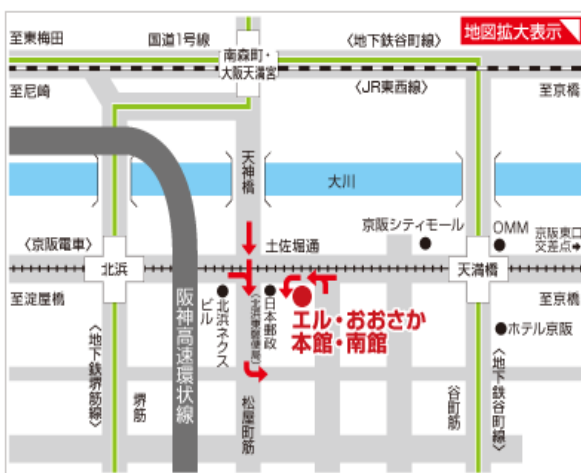 地図拡大表示
至東梅田
国道1号線
南森町・
大阪天満宮
〈地下鉄谷町線〉
至尼崎
〈JR東西線〉
至京橋
天神橋
大川
京阪シティモール
OMM
京阪東口
交差点➡
〈京阪電車〉
土佐堀通
北浜
天満橋
至淀屋橋
至京橋
阪神高速環状線
北浜ネクス
ビル
〈北浜東郵便局〉
日本郵政
エル・おおさか
本館・南館
ホテル京阪
〈地下鉄堺筋線〉
堺筋
松屋町筋
谷町筋
〈地下鉄谷町線〉